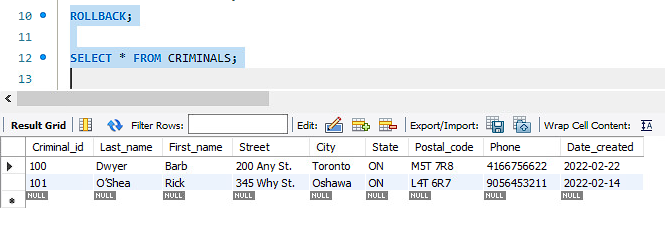 10 ROLLBACK;
11
12 SELECT * FROM CRIMINALS;
13
Result Grid Filter Rows: Edit: Export/Import: Wrap Cell Content: IA
Criminal_id Last_name First_name Street City State Postal_code Phone Date_created
100 Dwyer Barb 200 Any St. Toronto ON M5T 7R8 4166756622 2022-02-22
101 O'Shea Rick 345 Why St. Oshawa ON L4T 6R7 9056453211 2022-02-14
NULL NULL NULL NULL NULL NULL NULL NULL NULL